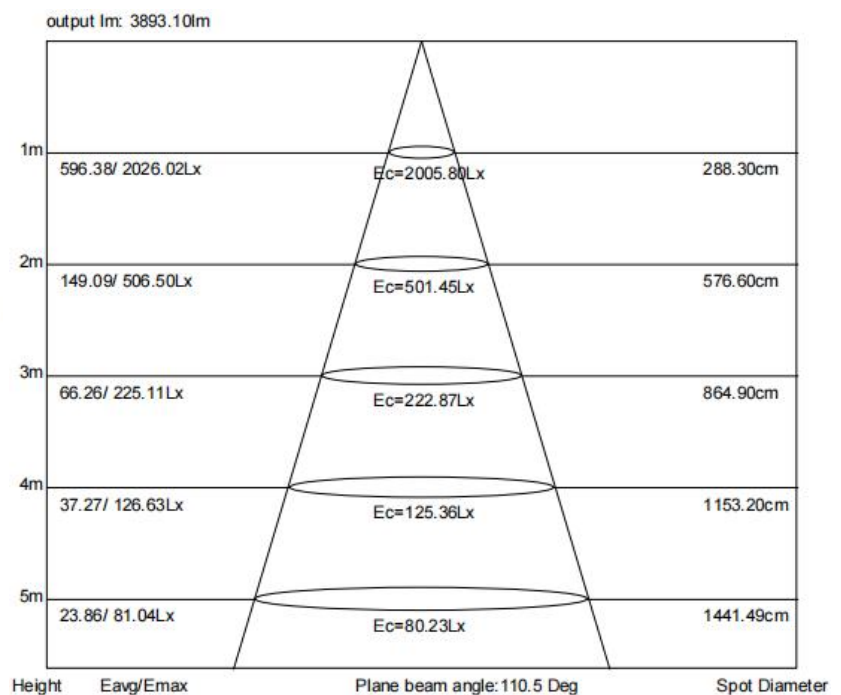 output lm: 3893.10lm
1m
596.38/ 2026.02Lx
Ec=2005.80Lx
288.30cm
2m
149.09/ 506.50Lx
Ec=501.45Lx
576.60cm
3m
66.26/ 225.11Lx
Ec=222.87Lx
864.90cm
4m
37.27/ 126.63Lx
Ec=125.36Lx
1153.20cm
5m
23.86/ 81.04Lx
Ec=80.23Lx
1441.49cm
Height Eavg/Emax Plane beam angle:110.5 Deg Spot Diameter